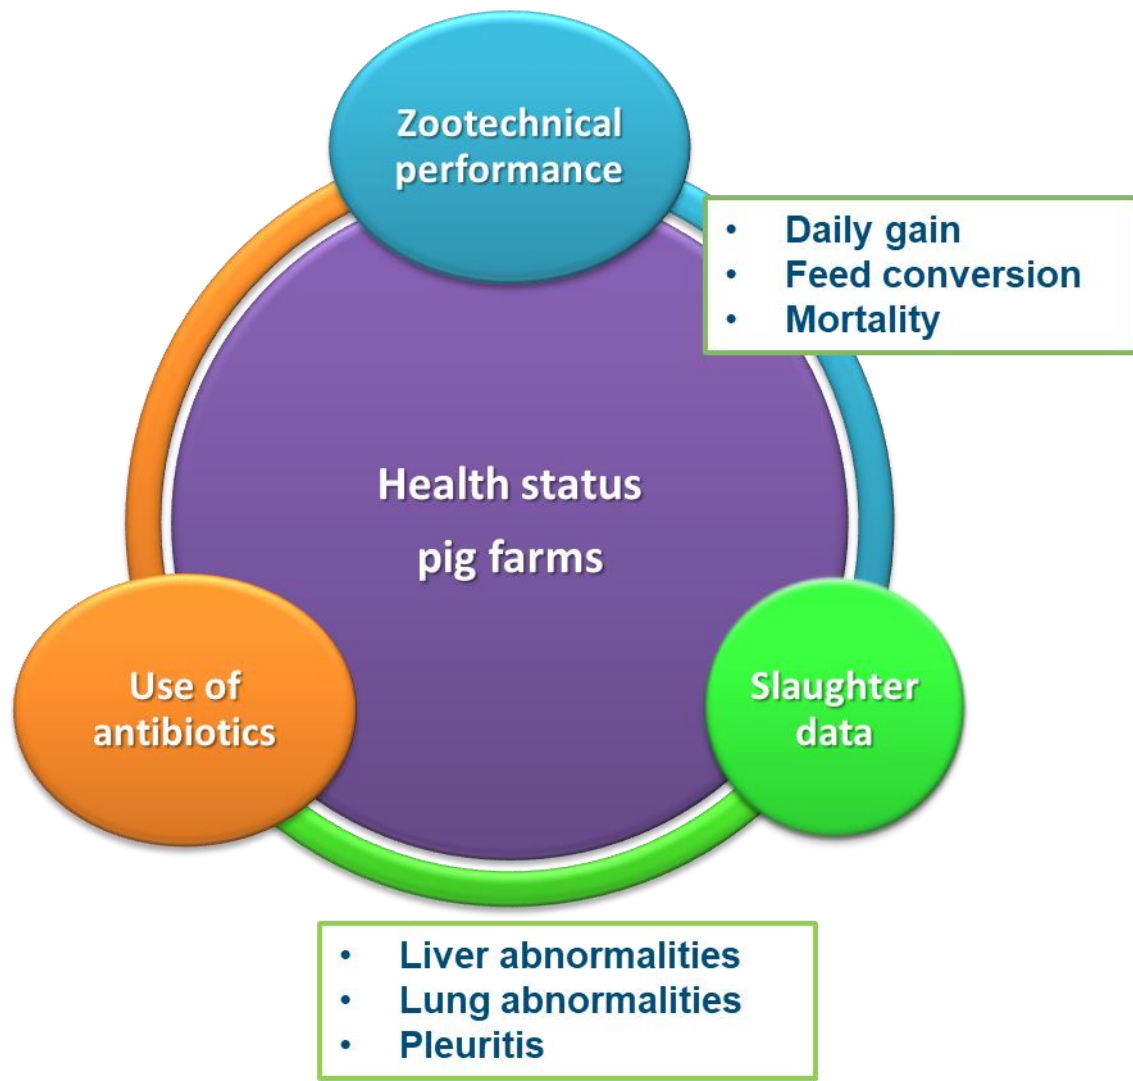 Zootechnical
performance
• Daily gain
• Feed conversion
• Mortality
Health status
pig farms
Use of
antibiotics
Slaughter
data
• Liver abnormalities
• Lung abnormalities
• Pleuritis